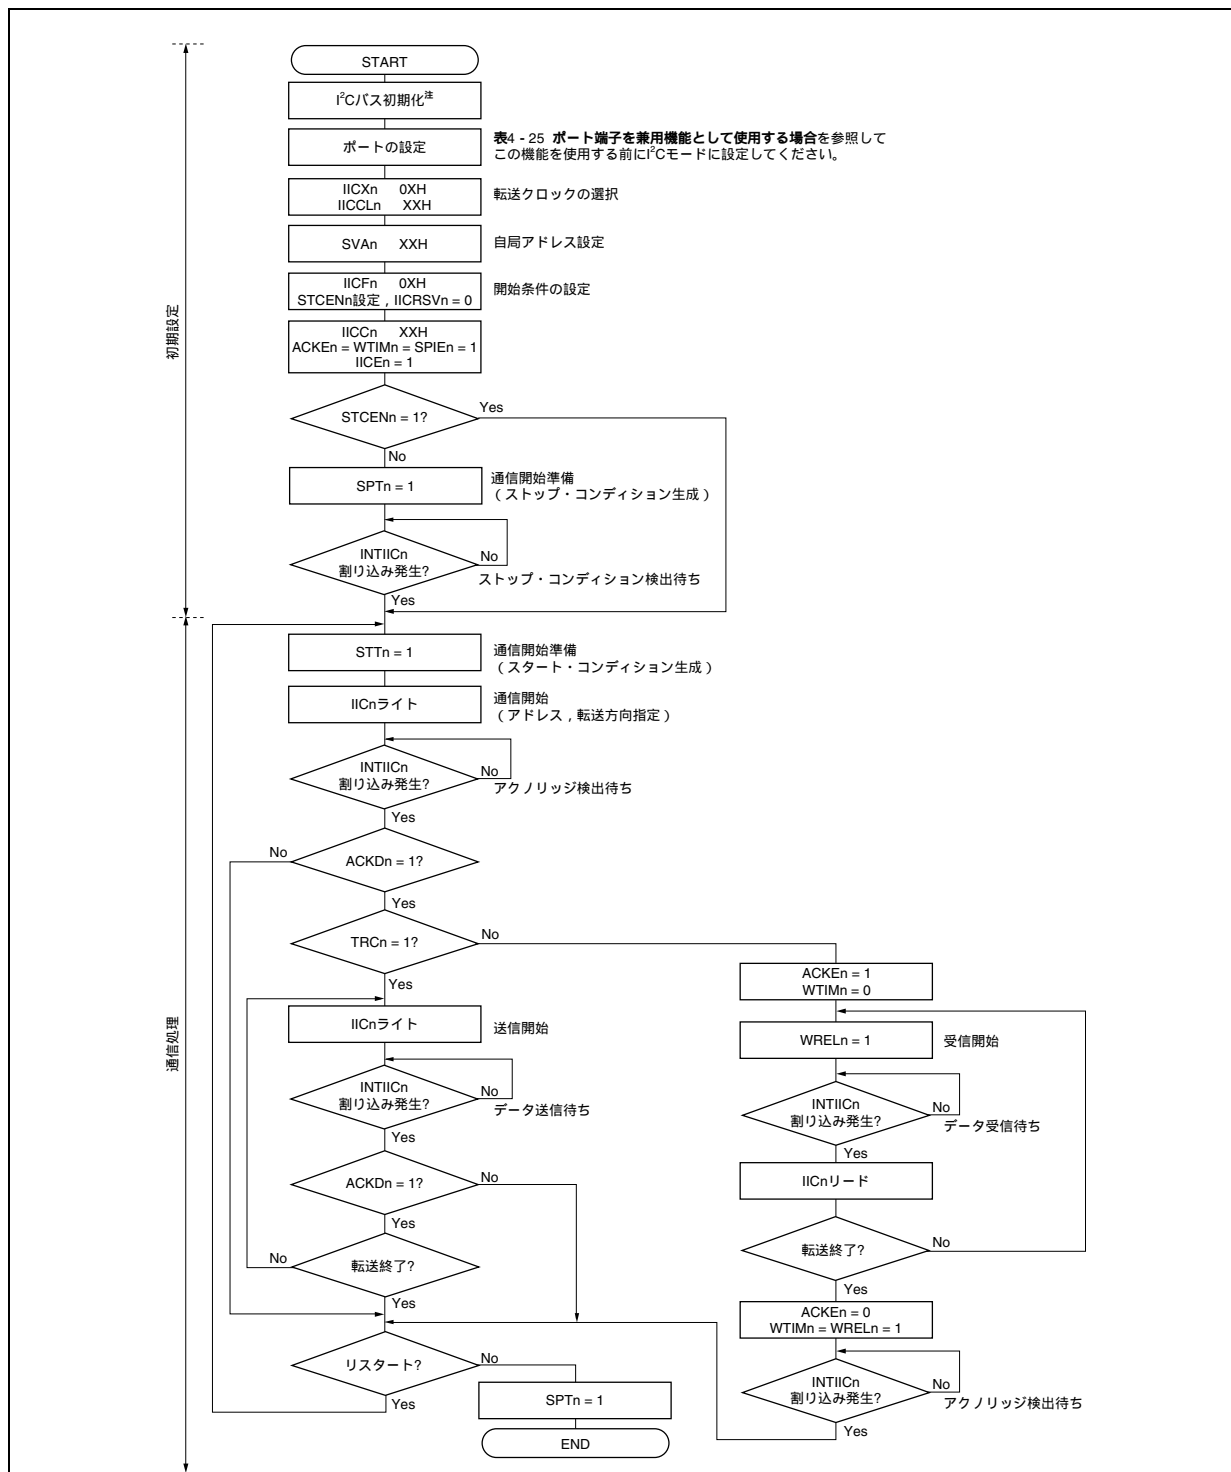 START
I²Cバス初期化注
ポートの設定
表4 - 25 ポート端子を兼用機能として使用する場合を参照して
この機能を使用する前にI²Cモードに設定してください。
IICXn 0XH
IICCLn XXH
転送クロックの選択
SVAn XXH
自局アドレス設定
IICFn 0XH
STCENn設定 , IICRSVn = 0
開始条件の設定
初期設定
IICCn XXH
ACKEn = WTIMn = SPIEn = 1
IICEn = 1
STCENn = 1?
Yes
No
SPTn = 1
通信開始準備
（ストップ・コンディション生成）
INTIICn
割り込み発生?
No
ストップ・コンディション検出待ち
Yes
STTn = 1
通信開始準備
（スタート・コンディション生成）
IICnライト
通信開始
（アドレス , 転送方向指定）
INTIICn
割り込み発生?
No
アクノリッジ検出待ち
Yes
No
ACKDn = 1?
Yes
TRCn = 1?
No
Yes
ACKEn = 1
WTIMn = 0
通信処理
IICnライト
送信開始
WRELn = 1
受信開始
INTIICn
割り込み発生?
No
データ送信待ち
Yes
INTIICn
割り込み発生?
No
データ受信待ち
Yes
ACKDn = 1?
No
Yes
IICnリード
No
転送終了?
Yes
転送終了?
No
Yes
ACKEn = 0
WTIMn = WRELn = 1
リスタート?
No
Yes
INTIICn
割り込み発生?
No
アクノリッジ検出待ち
Yes
SPTn = 1
END